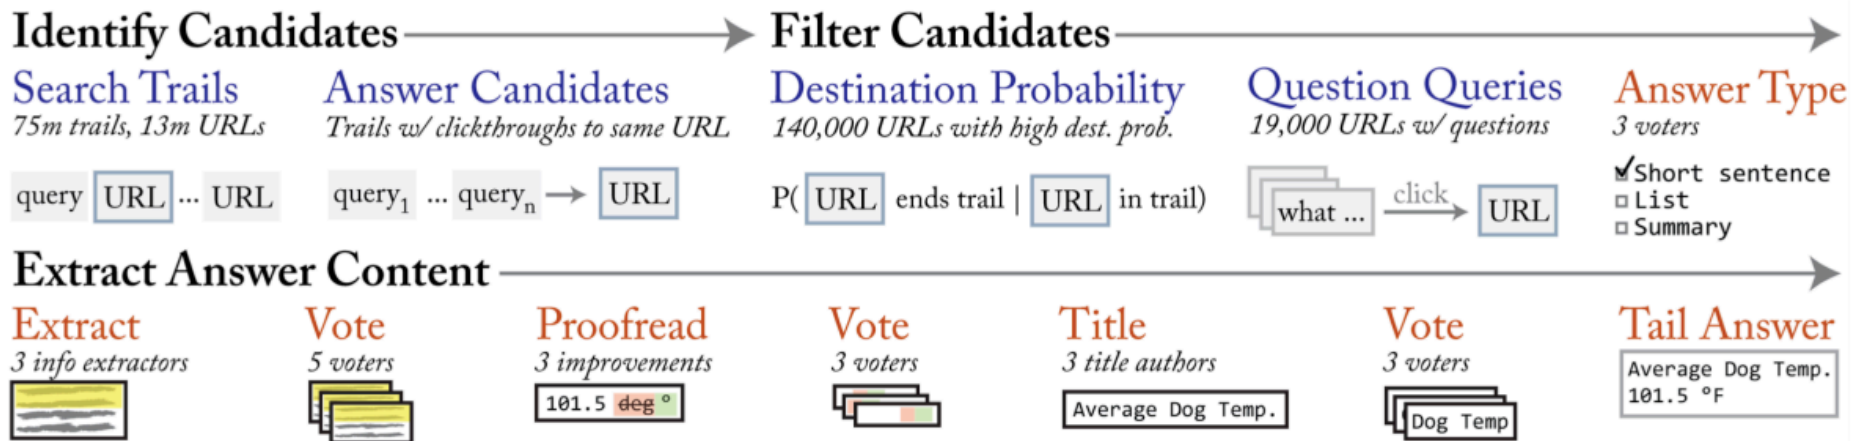 Identify Candidates
Filter Candidates
Search Trails
75m trails, 13m URLs
query URL ... URL
Answer Candidates
Trails w/ clickthroughs to same URL
query1 ... queryn URL
Destination Probability
140,000 URLs with high dest. prob.
P( URL ends trail | URL in trail)
Question Queries
19,000 URLs w/ questions
what ... click URL
Answer Type
3 voters
Short sentence
List
Summary
Extract Answer Content
Extract
3 info extractors
Vote
5 voters
Proofread
3 improvements
101.5 deg °
Vote
3 voters
Title
3 title authors
Average Dog Temp.
Vote
3 voters
Dog Temp
Tail Answer
Average Dog Temp.
101.5 °F